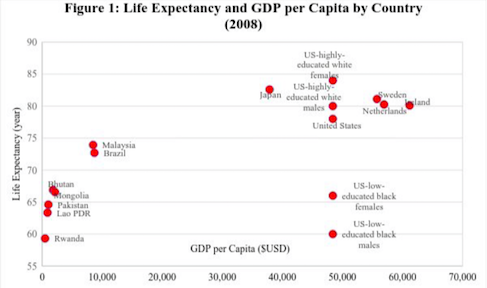 Figure 1: Life Expectancy and GDP per Capita by Country
(2008)
90
85
80
75
70
65
60
55
Life Expectancy (year)
US-highly-
educated white
females
Japan
US-highly-
educated white
males
Sweden
Netherlands
Ireland
United States
Malaysia
Brazil
Bhutan
Mongolia
Pakistan
Lao PDR
US-low-
educated black
females
US-low-
educated black
males
Rwanda
GDP per Capita ($USD)
0
10,000
20,000
30,000
40,000
50,000
60,000
70,000